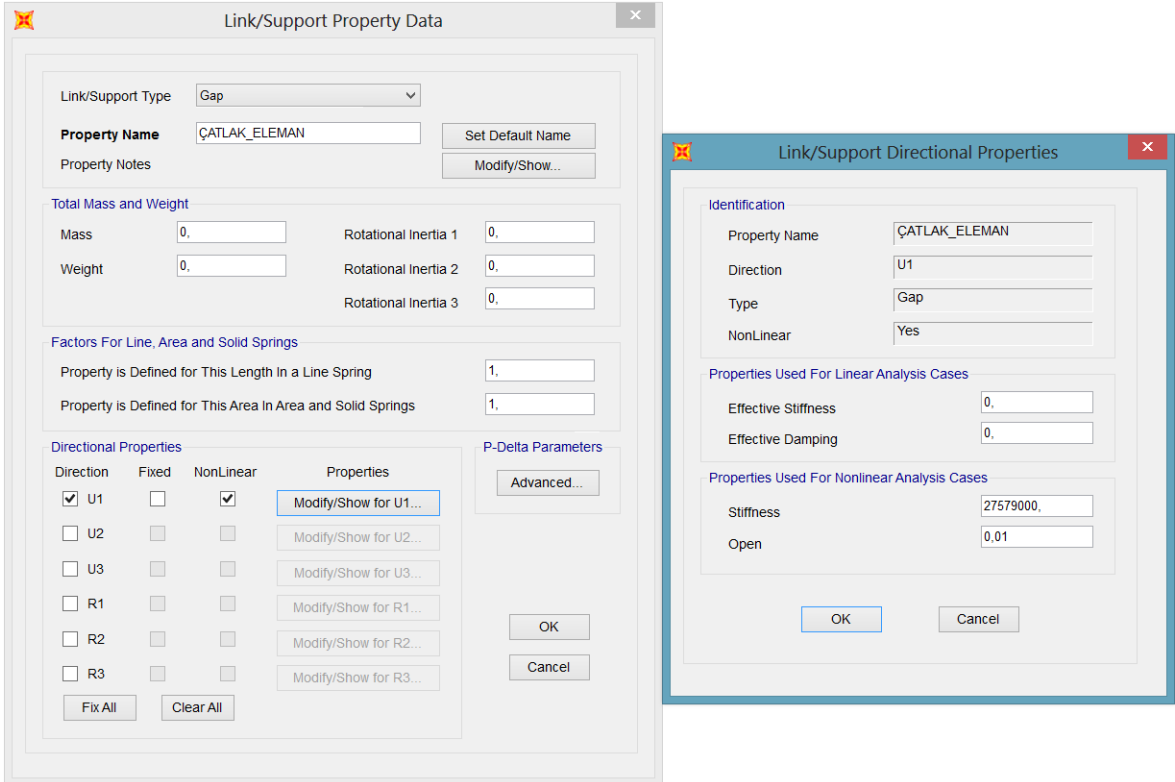 Link/Support Property Data
Link/Support Type Gap
Property Name ÇATLAK_ELEMAN Set Default Name
Property Notes Modify/Show...
Total Mass and Weight
Mass 0, Rotational Inertia 1 0,
Weight 0, Rotational Inertia 2 0,
Rotational Inertia 3 0,
Factors For Line, Area and Solid Springs
Property is Defined for This Length In a Line Spring 1,
Property is Defined for This Area In Area and Solid Springs 1,
Directional Properties
Direction Fixed NonLinear Properties
U1 Modify/Show for U1...
U2 Modify/Show for U2...
U3 Modify/Show for U3...
R1 Modify/Show for R1...
R2 Modify/Show for R2...
R3 Modify/Show for R3...
Fix All Clear All
P-Delta Parameters
Advanced...
OK
Cancel
Link/Support Directional Properties
Identification
Property Name ÇATLAK_ELEMAN
Direction U1
Type Gap
NonLinear Yes
Properties Used For Linear Analysis Cases
Effective Stiffness 0,
Effective Damping 0,
Properties Used For Nonlinear Analysis Cases
Stiffness 27579000,
Open 0,01
OK Cancel